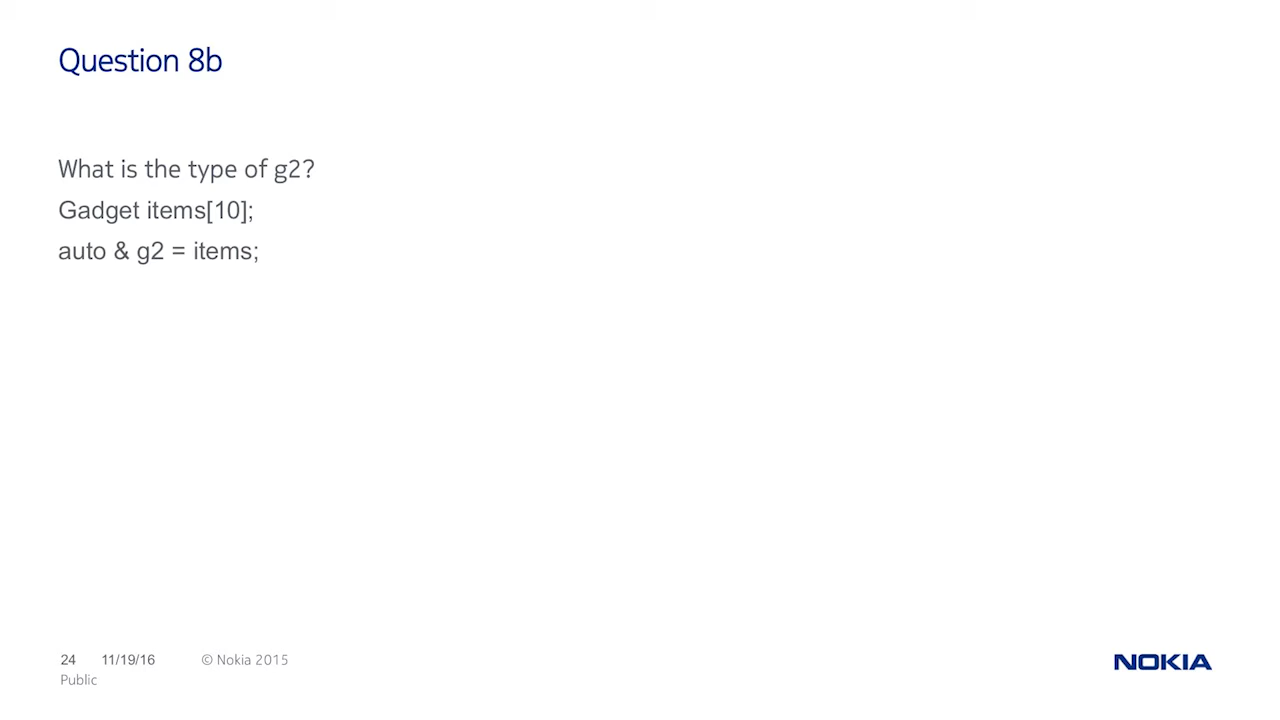 Question 8b
What is the type of g2?
Gadget items[10];
auto & g2 = items;
24 11/19/16 © Nokia 2015
Public
NOKIA